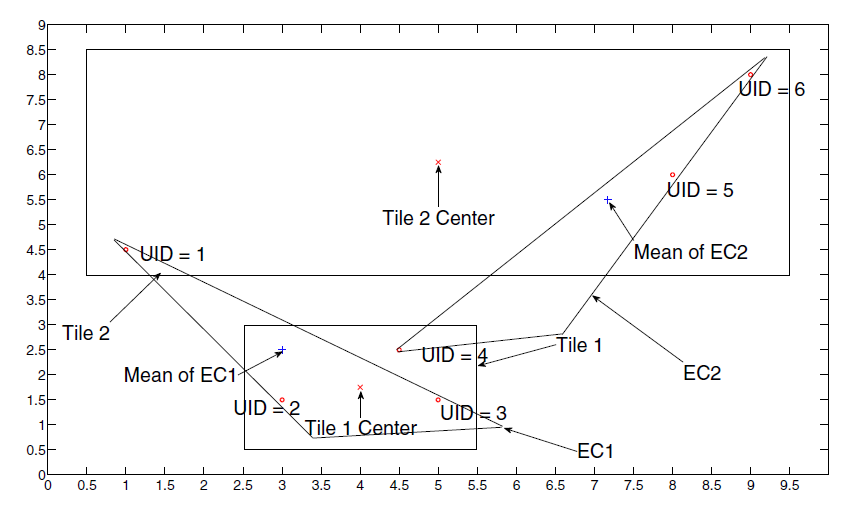 9
8.5
8
7.5
7
6.5
6
5.5
5
4.5
4
3.5
3
2.5
2
1.5
1
0.5
0
UID = 6
UID = 5
Tile 2 Center
UID = 1
Mean of EC2
Tile 2
Tile 1
UID = 4
Mean of EC1
EC2
UID = 2
UID = 3
Tile 1 Center
EC1
0 0.5 1 1.5 2 2.5 3 3.5 4 4.5 5 5.5 6 6.5 7 7.5 8 8.5 9 9.5